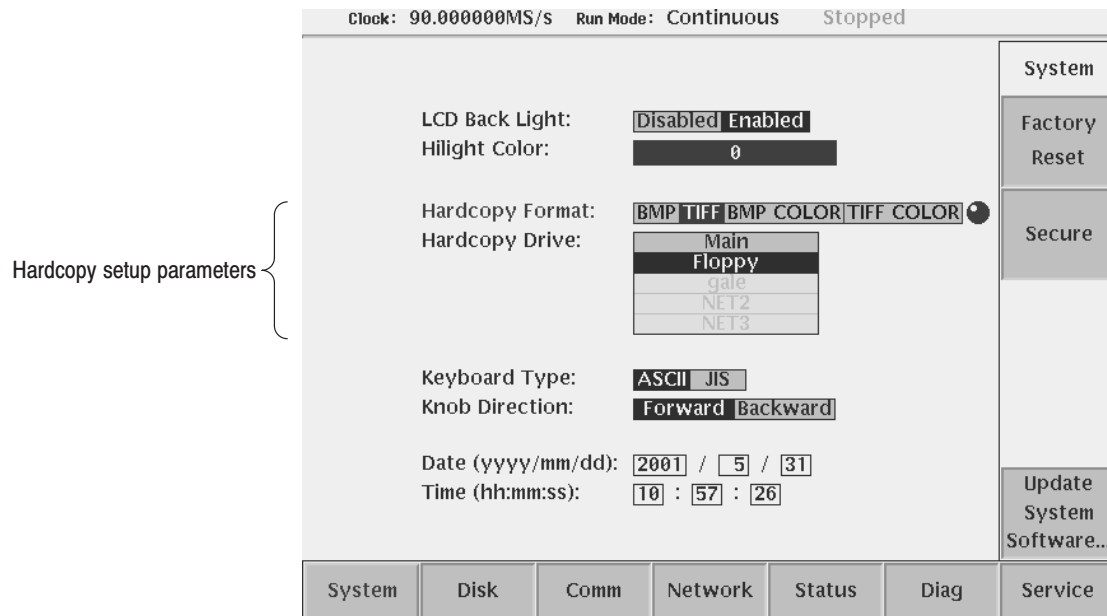 Clock: 90.000000MS/s Run Mode: Continuous Stopped
System
LCD Back Light: Disabled Enabled
Hilight Color: 0
Factory
Reset
Hardcopy setup parameters
Hardcopy Format: BMP TIFF BMP COLOR TIFF COLOR
Hardcopy Drive: Main
Floppy
gale
NET2
NET3
Secure
Keyboard Type: ASCII JIS
Knob Direction: Forward Backward
Date (yyyy/mm/dd): 2001 / 5 / 31
Time (hh:mm:ss): 10 : 57 : 26
Update
System
Software...
System Disk Comm Network Status Diag Service